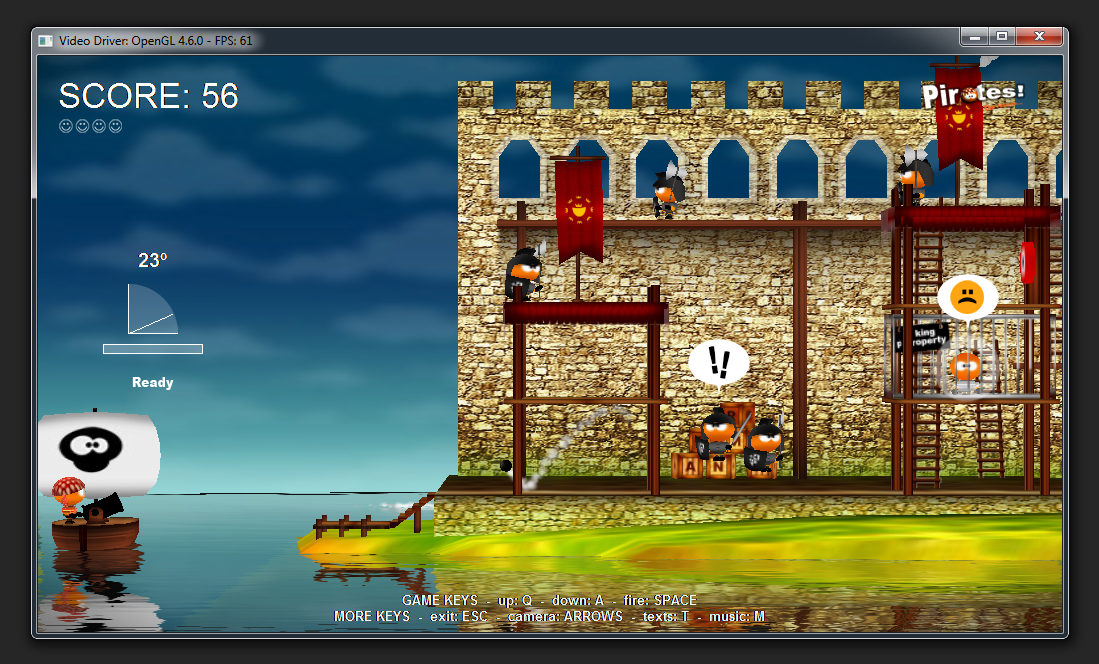 Video Driver: OpenGL 4.6.0 - FPS: 61
SCORE: 56
Pirates!
23º
king
property
Ready
!!
A N
GAME KEYS - up: Q - down: A - fire: SPACE
MORE KEYS - exit: ESC - camera: ARROWS - texts: T - music: M